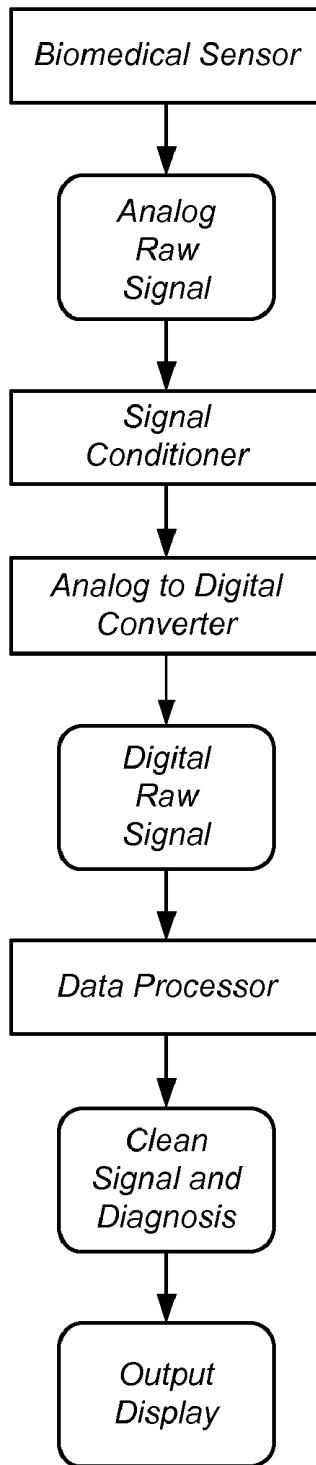 Biomedical Sensor
Analog
Raw
Signal
Signal
Conditioner
Analog to Digital
Converter
Digital
Raw
Signal
Data Processor
Clean
Signal and
Diagnosis
Output
Display